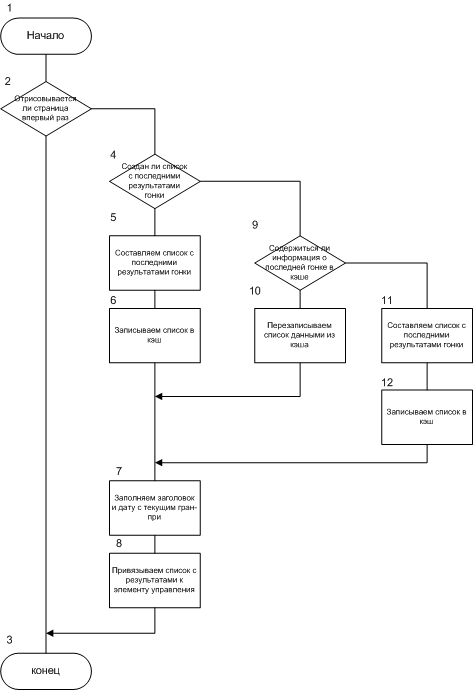 1
Начало
2
Отрисовывается
ли страница
впервый раз
4
Создан ли список
с последними
результатами
гонки
5
Составляем список с
последними
результатами гонки
6
Записываем список в
кэш
9
Содержиться ли
информация о
последней гонке в
кэше
10
Перезаписываем
список данными из
кэша
11
Составляем список с
последними
результатами гонки
12
Записываем список в
кэш
7
Заполняем заголовок
и дату с текущим гран-
при
8
Привязываем список с
результатами к
элементу управления
3
конец